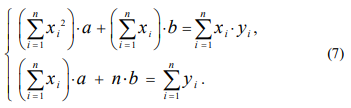 (∑_{i=1}^{n} x_i^2)·a + (∑_{i=1}^{n} x_i)·b = ∑_{i=1}^{n} x_i·y_i,
(7)
(∑_{i=1}^{n} x_i)·a + n·b = ∑_{i=1}^{n} y_i.